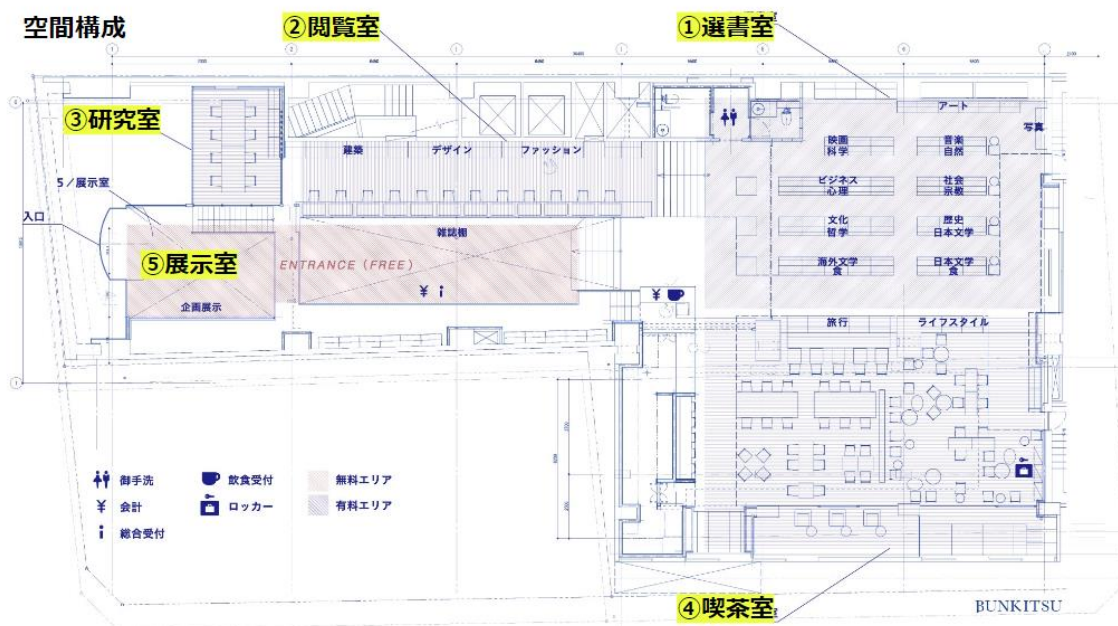 空間構成
②閲覧室
①選書室
③研究室
アート
写真
映画
科学
音楽
自然
建築
デザイン
ファッション
5/展示室
ビジネス
心理
社会
宗教
入口
文化
哲学
歴史
日本文学
雑誌棚
⑤展示室
ENTRANCE (FREE)
海外文学
食
日本文学
食
¥ i
¥
企画展示
旅行
ライフスタイル
御手洗
飲食受付
無料エリア
¥ 会計
ロッカー
有料エリア
i 総合受付
④喫茶室
BUNKITSU